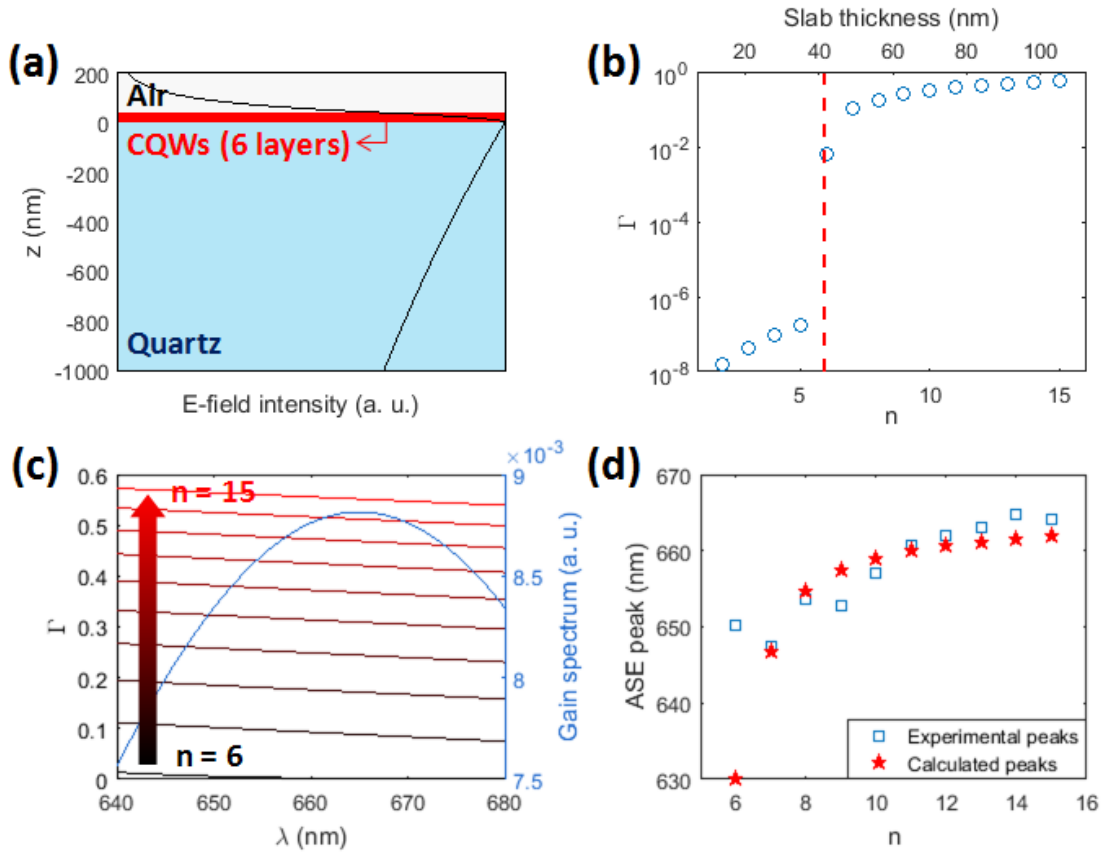 (a)
200
0
-200
-400
-600
-800
-1000
z (nm)
Air
CQWs (6 layers)
Quartz
E-field intensity (a. u.)
(b)
Slab thickness (nm)
20
40
60
80
100
10^0
10^-2
10^-4
10^-6
10^-8
Γ
5
10
15
n
(c)
0.6
0.5
0.4
0.3
0.2
0.1
0
Γ
n = 15
n = 6
640
650
660
670
680
λ (nm)
×10^-3
9
8.5
8
7.5
Gain spectrum (a. u.)
(d)
670
660
650
640
630
ASE peak (nm)
Experimental peaks
Calculated peaks
6
8
10
12
14
16
n